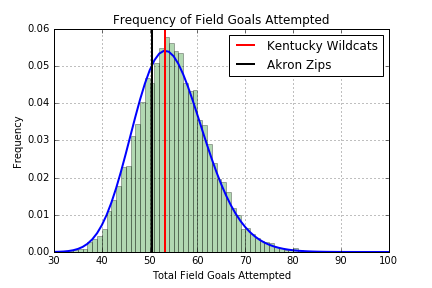 Frequency of Field Goals Attempted
Kentucky Wildcats
Akron Zips
Frequency
0.06
0.05
0.04
0.03
0.02
0.01
0.00
30 40 50 60 70 80 90 100
Total Field Goals Attempted